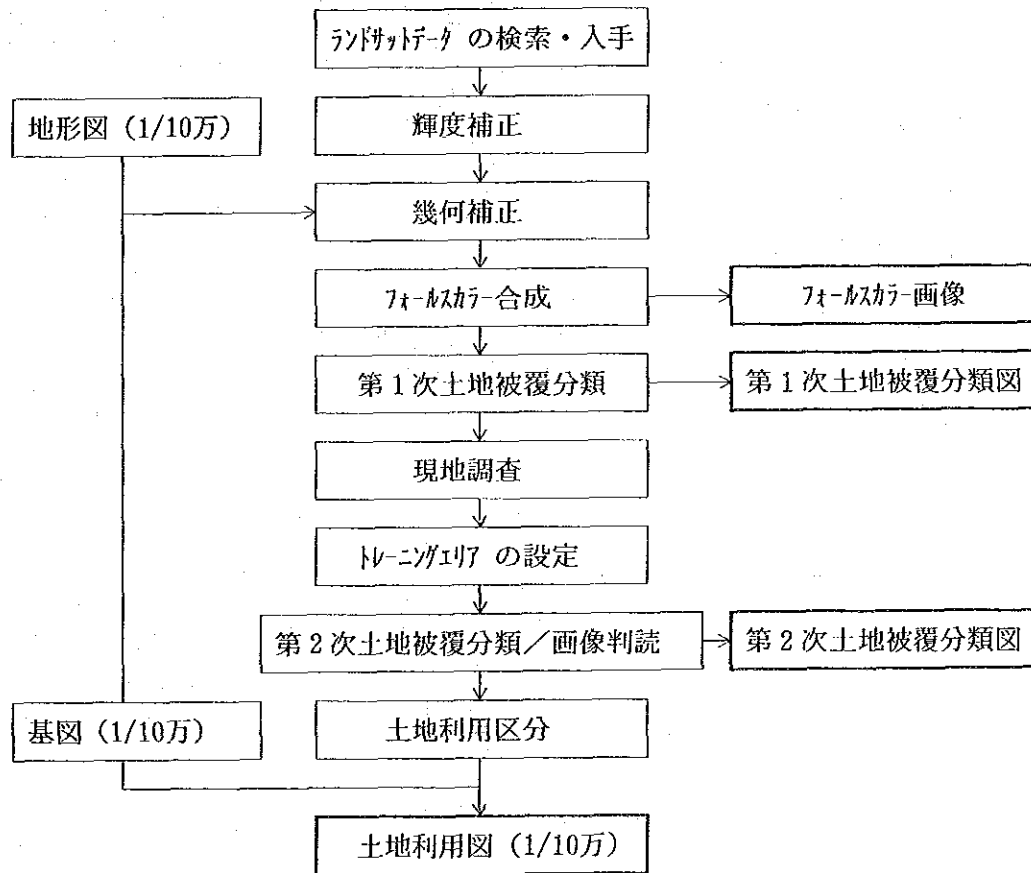 ﾗﾝﾄﾞｻｯﾄﾃﾞｰﾀ の検索・入手
地形図（1/10万）
輝度補正
幾何補正
ﾌｫｰﾙｽｶﾗｰ合成
ﾌｫｰﾙｽｶﾗｰ画像
第１次土地被覆分類
第１次土地被覆分類図
現地調査
ﾄﾚｰﾆﾝｸﾞｴﾘｱ の設定
第２次土地被覆分類／画像判読
第２次土地被覆分類図
基図（1/10万）
土地利用区分
土地利用図（1/10万）